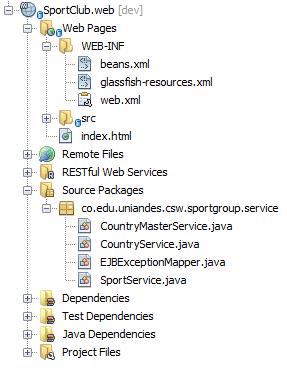 SportClub.web [dev]
Web Pages
WEB-INF
beans.xml
glassfish-resources.xml
web.xml
src
index.html
Remote Files
RESTful Web Services
Source Packages
co.edu.uniandes.csw.sportgroup.service
CountryMasterService.java
CountryService.java
EJBExceptionMapper.java
SportService.java
Dependencies
Test Dependencies
Java Dependencies
Project Files